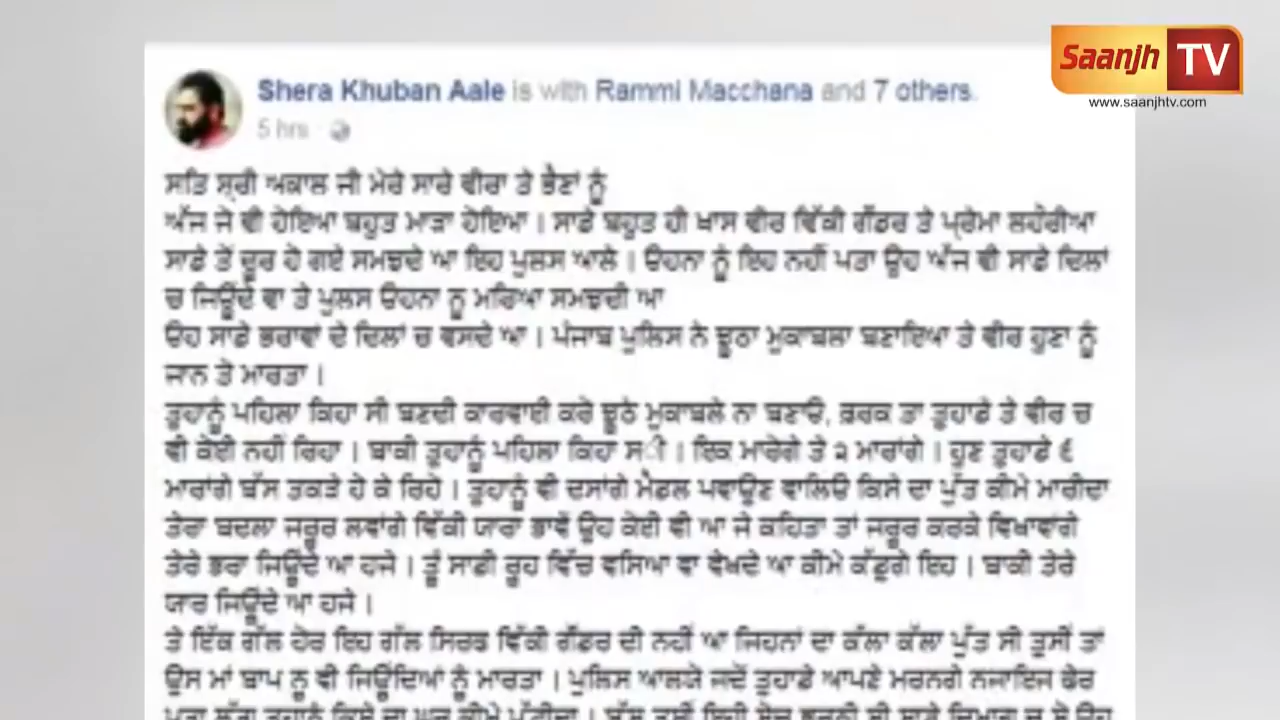 Saanjh TV
www.saanjhtv.com
Shera Khuban Aale is with Rammi Macchana and 7 others.
5 hrs
ਸਤਿ ਸ਼੍ਰੀ ਅਕਾਲ ਜੀ ਮੇਰੇ ਸਾਰੇ ਵੀਰਾ ਤੇ ਭੈਣਾਂ ਨੂੰ
ਅੱਜ ਜੋ ਵੀ ਹੋਇਆ ਬਹੁਤ ਮਾੜਾ ਹੋਇਆ । ਸਾਡੇ ਬਹੁਤ ਹੀ ਖਾਸ ਵੀਰ ਵਿੱਕੀ ਗੌਂਡਰ ਤੇ ਪ੍ਰੇਮਾ ਲਹੋਰੀਆ
ਸਾਡੇ ਤੋਂ ਦੂਰ ਹੋ ਗਏ ਸਮਝਦੇ ਆ ਇਹ ਪੁਲਸ ਆਲੇ । ਓਹਨਾ ਨੂੰ ਇਹ ਨਹੀਂ ਪਤਾ ਉਹ ਅੱਜ ਵੀ ਸਾਡੇ ਦਿਲਾਂ
ਚ ਜਿਊਂਦੇ ਵਾ ਤੇ ਪੁਲਸ ਓਹਨਾ ਨੂ ਮਰਿਆ ਸਮਝਦੀ ਆ
ਓਹ ਸਾਡੇ ਭਰਾਵਾਂ ਦੇ ਦਿਲਾਂ ਚ ਵਸਦੇ ਆ । ਪੰਜਾਬ ਪੁਲਿਸ ਨੇ ਝੂਠਾ ਮੁਕਾਬਲਾ ਬਣਾਇਆ ਤੇ ਵੀਰ ਹੁਣਾ ਨੂੰ
ਜਾਨ ਤੋ ਮਾਰਤਾ ।
ਤੁਹਾਨੂੰ ਪਹਿਲਾ ਕਿਹਾ ਸੀ ਬਣਦੀ ਕਾਰਵਾਈ ਕਰੋ ਝੂਠੇ ਮੁਕਾਬਲੇ ਨਾ ਬਣਾਓ, ਫ਼ਰਕ ਤਾ ਤੁਹਾਡੇ ਤੇ ਵੀਰ ਚ
ਵੀ ਕੋਈ ਨਹੀਂ ਰਿਹਾ । ਬਾਕੀ ਤੁਹਾਨੂੰ ਪਹਿਲਾ ਕਿਹਾ ਸੀ । ਇਕ ਮਾਰੋਗੇ ਤੇ ੨ ਮਾਰਾਂਗੇ । ਹੁਣ ਤੁਹਾਡੇ ੬
ਮਾਰਾਂਗੇ ਬੱਸ ਤਕੜੇ ਹੋ ਕੇ ਰਿਹੋ । ਤੁਹਾਨੂੰ ਵੀ ਦਸਾਂਗੇ ਮੈਡਲ ਪਵਾਉਣ ਵਾਲਿਓ ਕਿਸੇ ਦਾ ਪੁੱਤ ਕੀਮੇ ਮਾਰੀਦਾ
ਤੇਰਾ ਬਦਲਾ ਜਰੂਰ ਲਵਾਂਗੇ ਵਿੱਕੀ ਯਾਰਾ ਭਾਵੇਂ ਉਹ ਕੋਈ ਵੀ ਆ ਜੋ ਕਹਿਤਾ ਤਾਂ ਜਰੂਰ ਕਰਕੇ ਵਿਖਾਵਾਂਗੇ
ਤੇਰੇ ਭਰਾ ਜਿਊਂਦੇ ਆ ਹਜੇ । ਤੂੰ ਸਾਡੀ ਰੂਹ ਵਿੱਚ ਵਸਿਆ ਵਾ ਵੇਖਦੇ ਆ ਕੀਮੇ ਕੱਢੂਗੇ ਇਹ । ਬਾਕੀ ਤੇਰੇ
ਯਾਰ ਜਿਊਂਦੇ ਆ ਹਜੇ ।
ਤੇ ਇੱਕ ਗੱਲ ਹੋਰ ਇਹ ਗੱਲ ਸਿਰਫ ਵਿੱਕੀ ਗੌਂਡਰ ਦੀ ਨਹੀਂ ਆ ਜਿਹਨਾਂ ਦਾ ਕੱਲਾ ਕੱਲਾ ਪੁੱਤ ਸੀ ਤੁਸੀਂ ਤਾਂ
ਉਸ ਮਾਂ ਬਾਪ ਨੂ ਵੀ ਜਿਊਂਦਿਆਂ ਨੂੰ ਮਾਰਤਾ । ਪੁਲਿਸ ਆਲਯੋ ਜਦੋਂ ਤੁਹਾਡੇ ਆਪਣੇ ਮਰਨਗੇ ਨਜਾਇਜ ਫੇਰ
ਪਤਾ ਲੱਗੂ ਤੁਹਾਨੂੰ ਕਿਸੇ ਦਾ ਘਰ ਕੀਮੇ ਪੱਟੀਦਾ